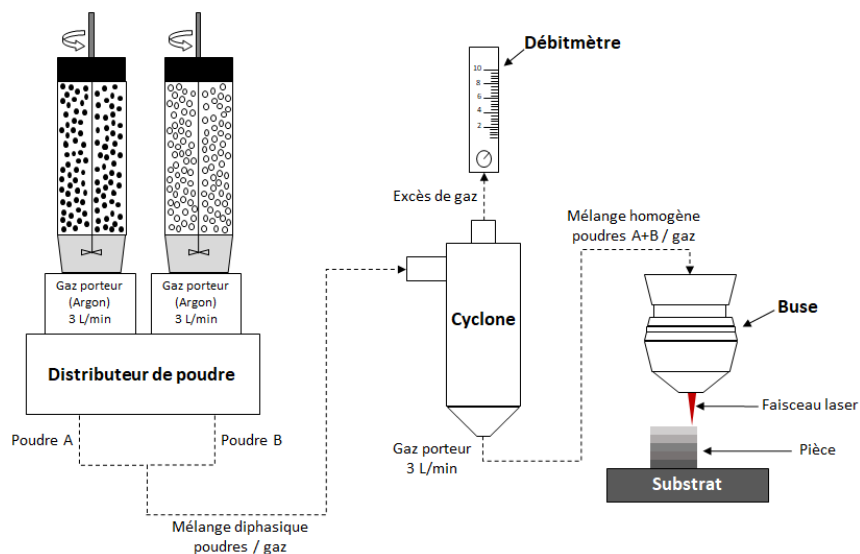 Débitmètre
10
8
6
4
2
Excès de gaz
Mélange homogène
poudres A+B / gaz
Gaz porteur
(Argon)
3 L/min
Gaz porteur
(Argon)
3 L/min
Cyclone
Buse
Distributeur de poudre
Faisceau laser
Poudre A
Poudre B
Gaz porteur
3 L/min
Pièce
Substrat
Mélange diphasique
poudres / gaz